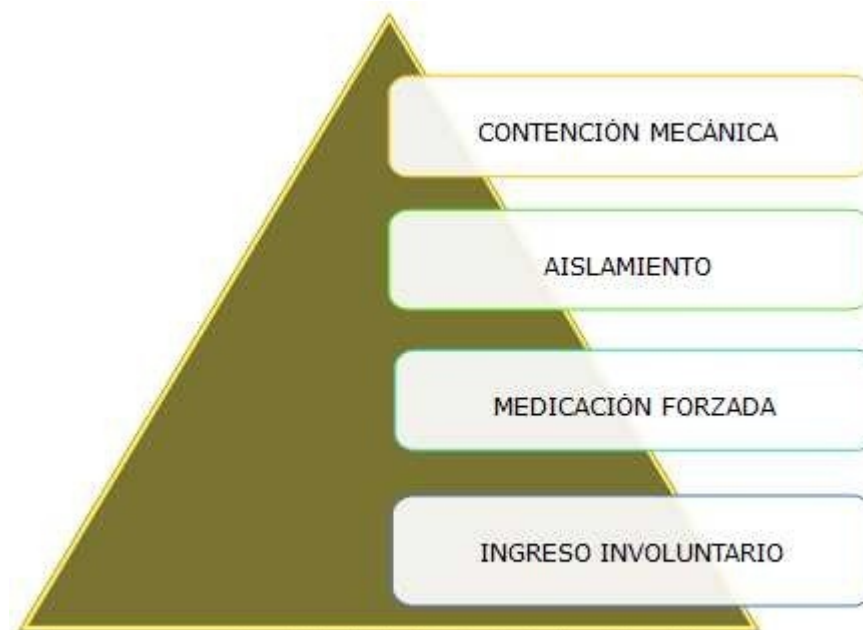 CONTENCIÓN MECÁNICA
AISLAMIENTO
MEDICACIÓN FORZADA
INGRESO INVOLUNTARIO